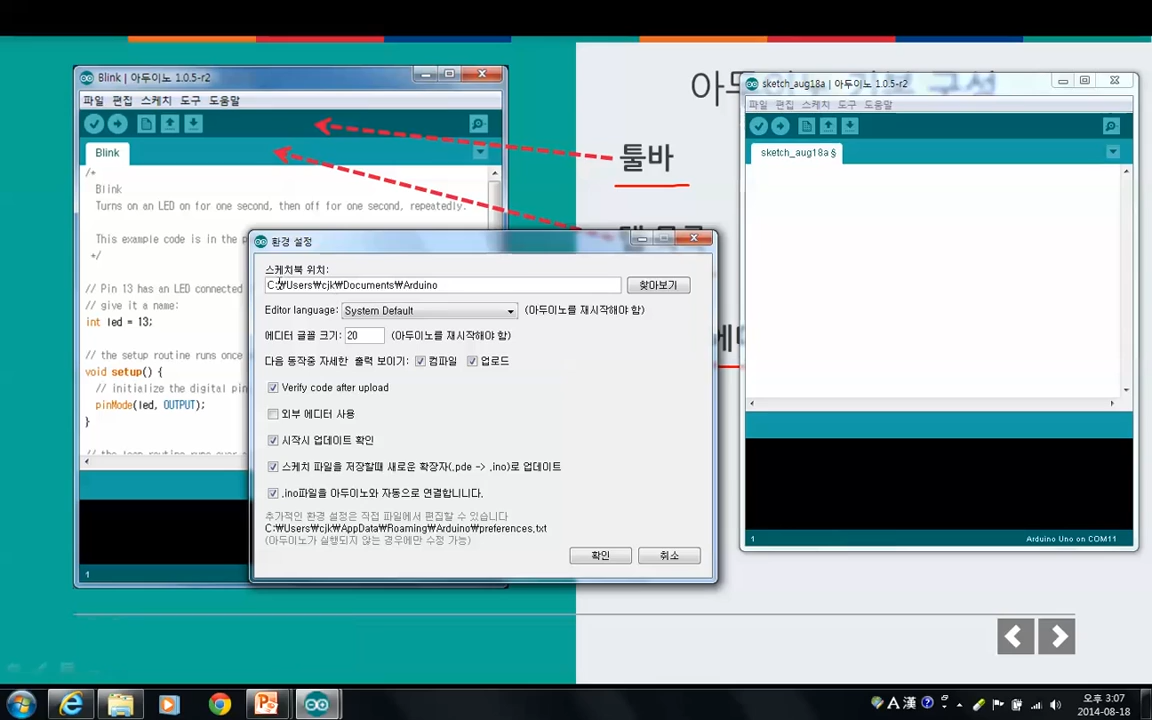 Blink | 아두이노 1.0.5-r2
파일 편집 스케치 도구 도움말
Blink
/*
Blink
Turns on an LED on for one second, then off for one second, repeatedly.
This example code is in the p
*/
// Pin 13 has an LED connected
// give it a name:
int led = 13;
// the setup routine runs once
void setup() {
// initialize the digital pin
pinMode(led, OUTPUT);
}
1
툴바
sketch_aug18a | 아두이노 1.0.5-r2
파일 편집 스케치 도구 도움말
sketch_aug18a §
1
Arduino Uno on COM11
환경 설정
스케치북 위치:
C:\Users\cjk\Documents\Arduino
찾아보기
Editor language: System Default (아두이노를 재시작해야 함)
에디터 글꼴 크기: 20 (아두이노를 재시작해야 함)
다음 동작중 자세한 출력 보이기: 컴파일 업로드
Verify code after upload
외부 에디터 사용
시작시 업데이트 확인
스케치 파일을 저장할때 새로운 확장자(.pde -> .ino)로 업데이트
.ino파일을 아두이노와 자동으로 연결합니다.
추가적인 환경 설정은 직접 파일에서 편집할 수 있습니다
C:\Users\cjk\AppData\Roaming\Arduino\preferences.txt
(아두이노가 실행되지 않는 경우에만 수정 가능)
확인 취소
A 漢
오후 3:07
2014-08-18